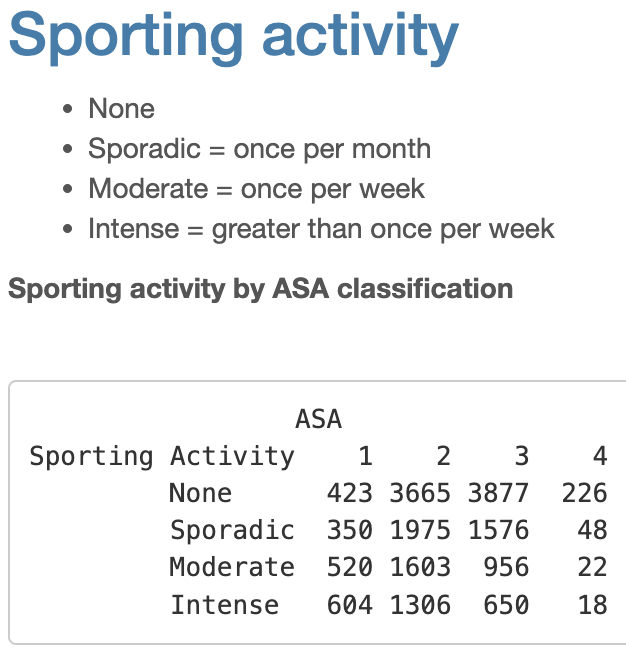 Sporting activity
• None
• Sporadic = once per month
• Moderate = once per week
• Intense = greater than once per week
Sporting activity by ASA classification
ASA
Sporting Activity 1 2 3 4
None 423 3665 3877 226
Sporadic 350 1975 1576 48
Moderate 520 1603 956 22
Intense 604 1306 650 18